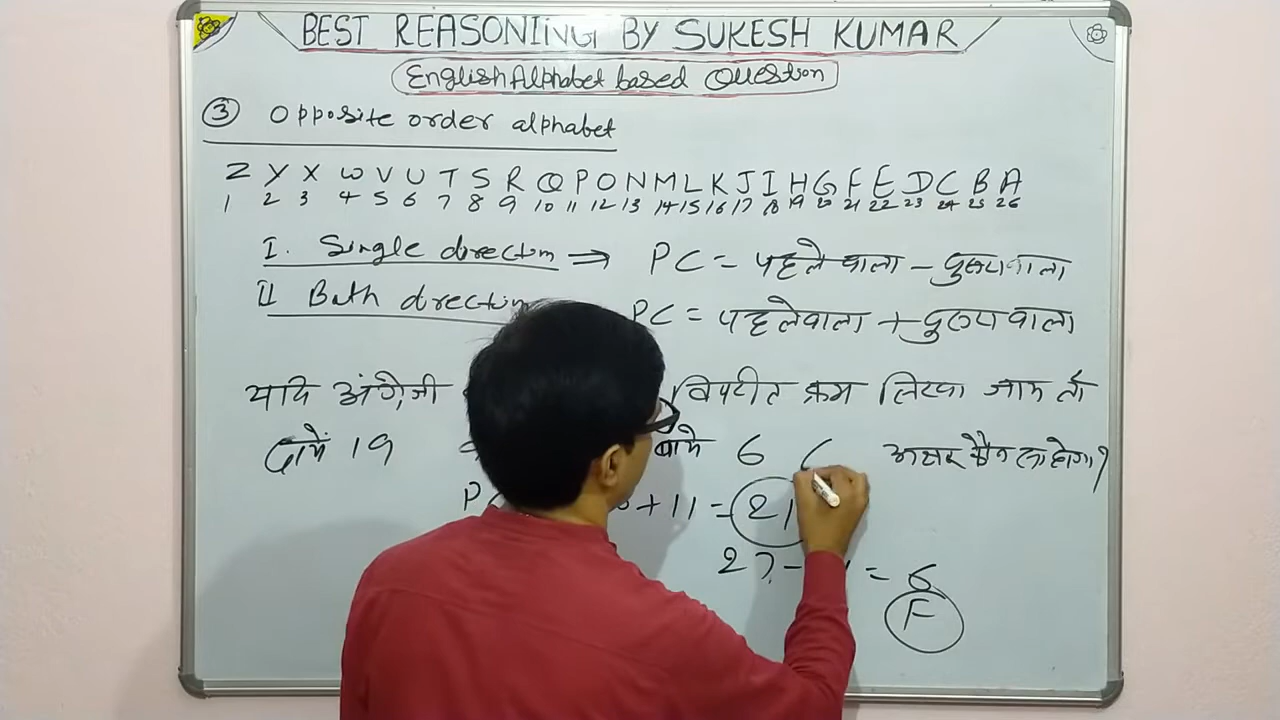 BEST REASONING BY SUKESH KUMAR
English Alphabet based Question
③ Opposite order alphabet
Z Y X W V U T S R Q P O N M L K J I H G F E D C B A
1 2 3 4 5 6 7 8 9 10 11 12 13 14 15 16 17 18 19 20 21 22 23 24 25 26
I. Single direction ⇒ PC = पहले वाला - दुसरा वाला
II Both direction PC = पहले वाला + दुसरा वाला
यदि अंग्रेजी विपरीत क्रम लिखा जाय तो
दायें 19 बायें 6 अक्षर कौन सा होगा?
+ 11 = 21
27 - = 6
F